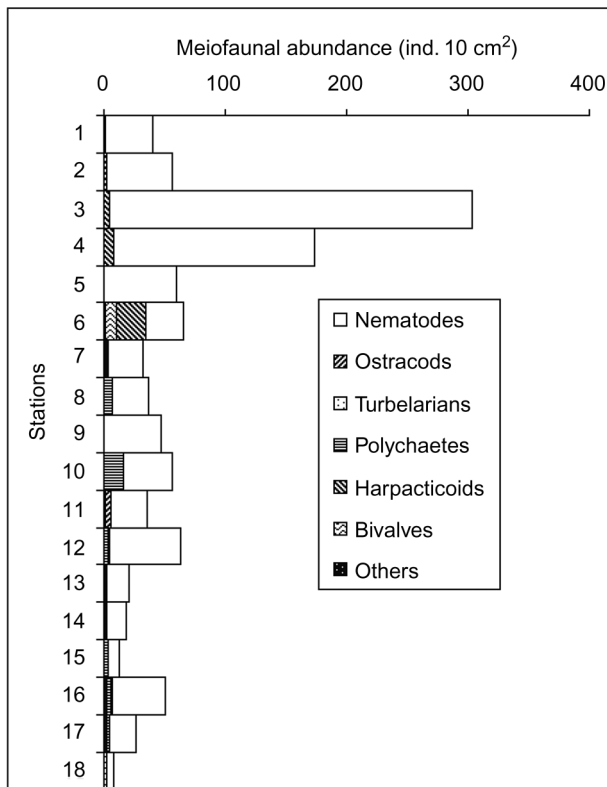 Meiofaunal abundance (ind. 10 cm²)
0 100 200 300 400
Stations
1
2
3
4
5
6
7
8
9
10
11
12
13
14
15
16
17
18
Nematodes
Ostracods
Turbelarians
Polychaetes
Harpacticoids
Bivalves
Others